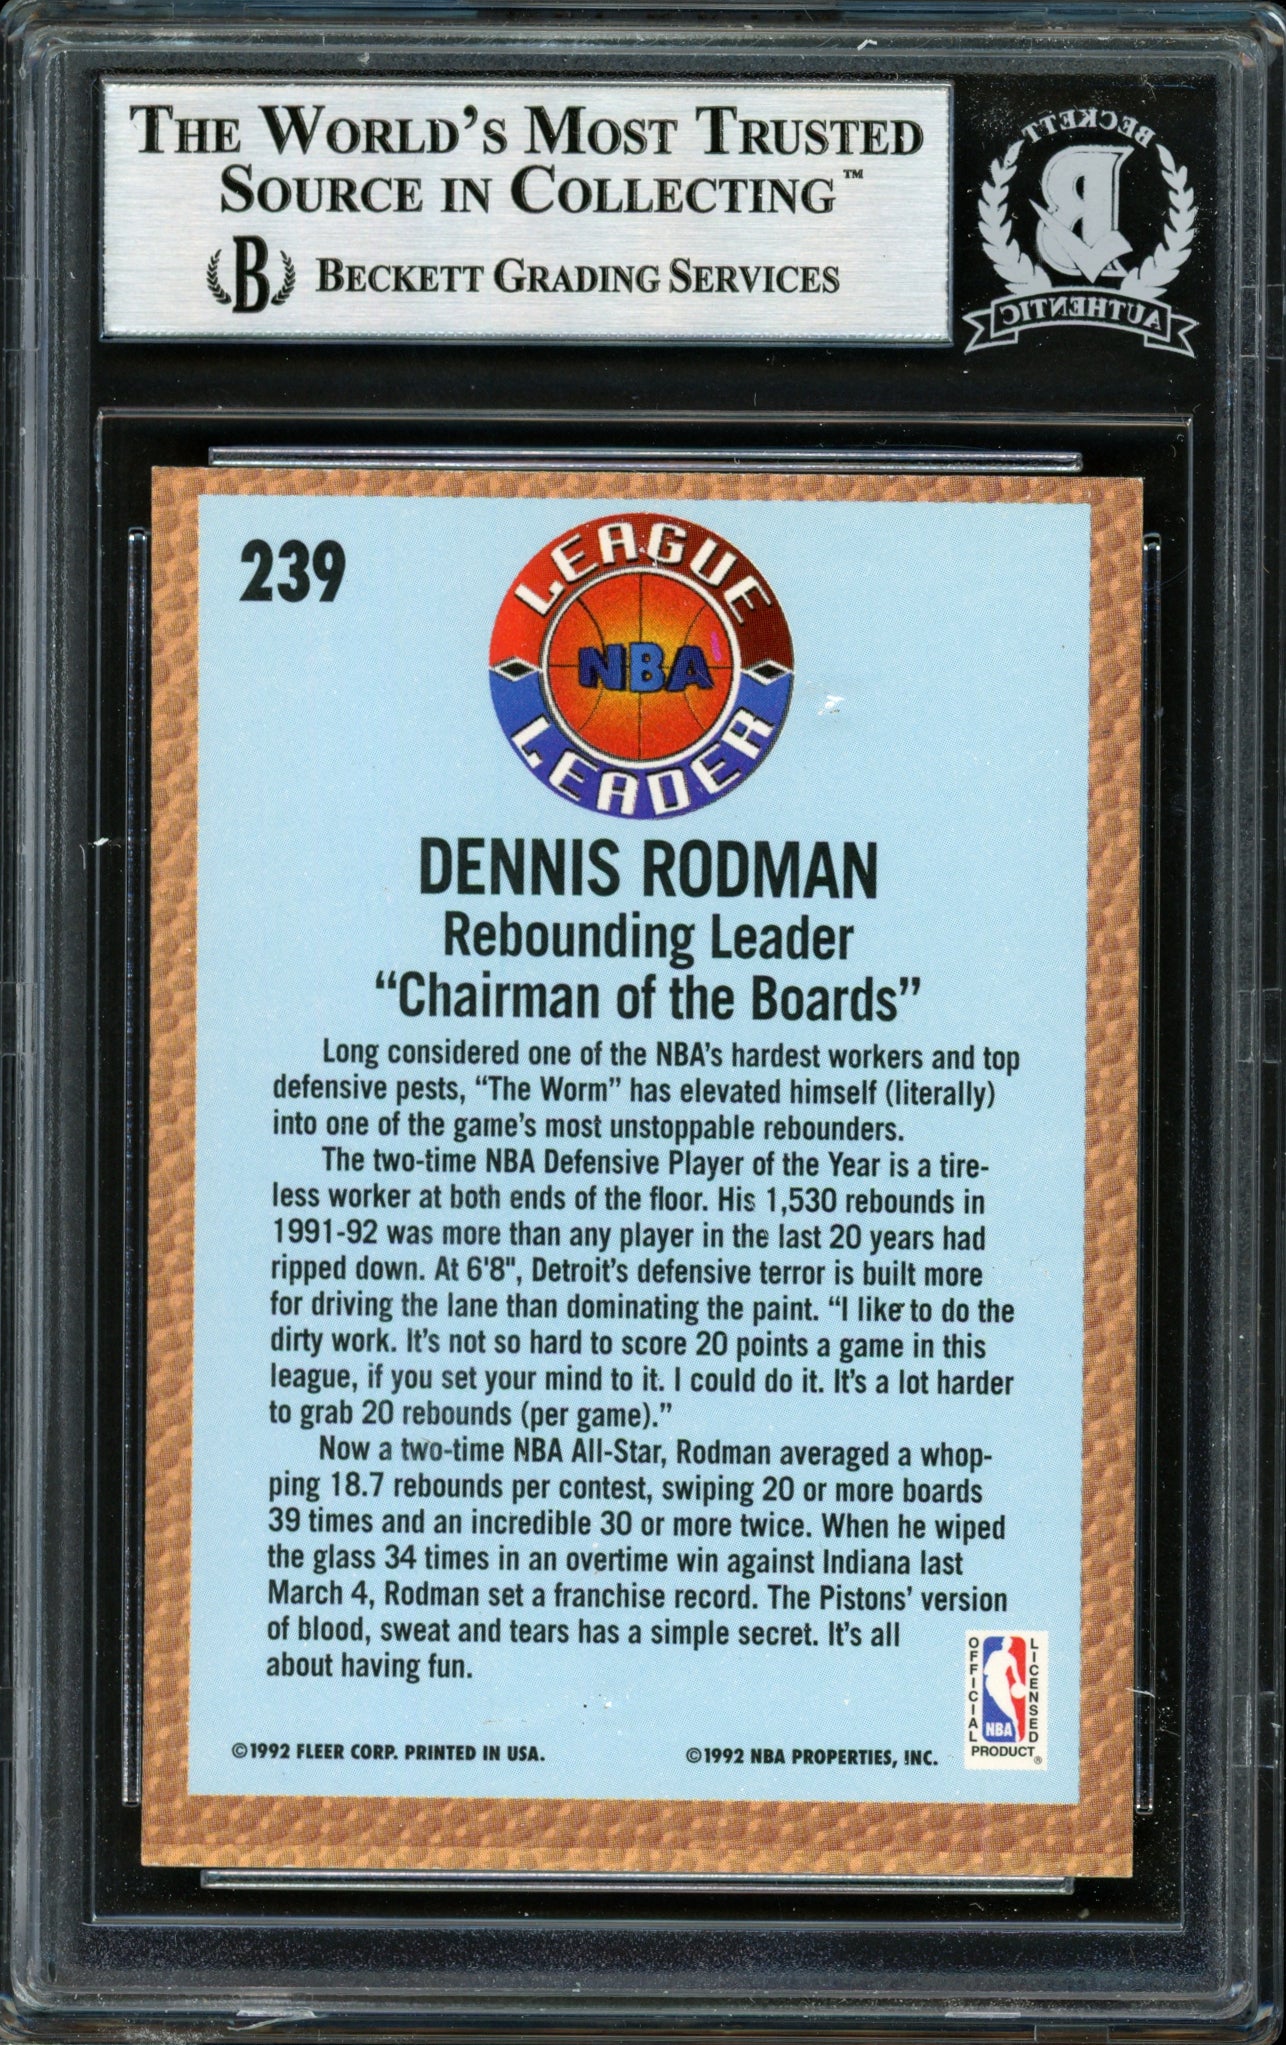 THE WORLD'S MOST TRUSTED
SOURCE IN COLLECTING™
B BECKETT GRADING SERVICES
BECKETT
B
AUTHENTIC
239
LEAGUE
NBA
LEADER
DENNIS RODMAN
Rebounding Leader
“Chairman of the Boards”
Long considered one of the NBA's hardest workers and top
defensive pests, “The Worm” has elevated himself (literally)
into one of the game's most unstoppable rebounders.
The two-time NBA Defensive Player of the Year is a tire-
less worker at both ends of the floor. His 1,530 rebounds in
1991-92 was more than any player in the last 20 years had
ripped down. At 6'8", Detroit's defensive terror is built more
for driving the lane than dominating the paint. “I like to do the
dirty work. It's not so hard to score 20 points a game in this
league, if you set your mind to it. I could do it. It's a lot harder
to grab 20 rebounds (per game).”
Now a two-time NBA All-Star, Rodman averaged a whop-
ping 18.7 rebounds per contest, swiping 20 or more boards
39 times and an incredible 30 or more twice. When he wiped
the glass 34 times in an overtime win against Indiana last
March 4, Rodman set a franchise record. The Pistons' version
of blood, sweat and tears has a simple secret. It's all
about having fun.
©1992 FLEER CORP. PRINTED IN USA.
©1992 NBA PROPERTIES, INC.
OFFICIAL
LICENSED
NBA
PRODUCT®